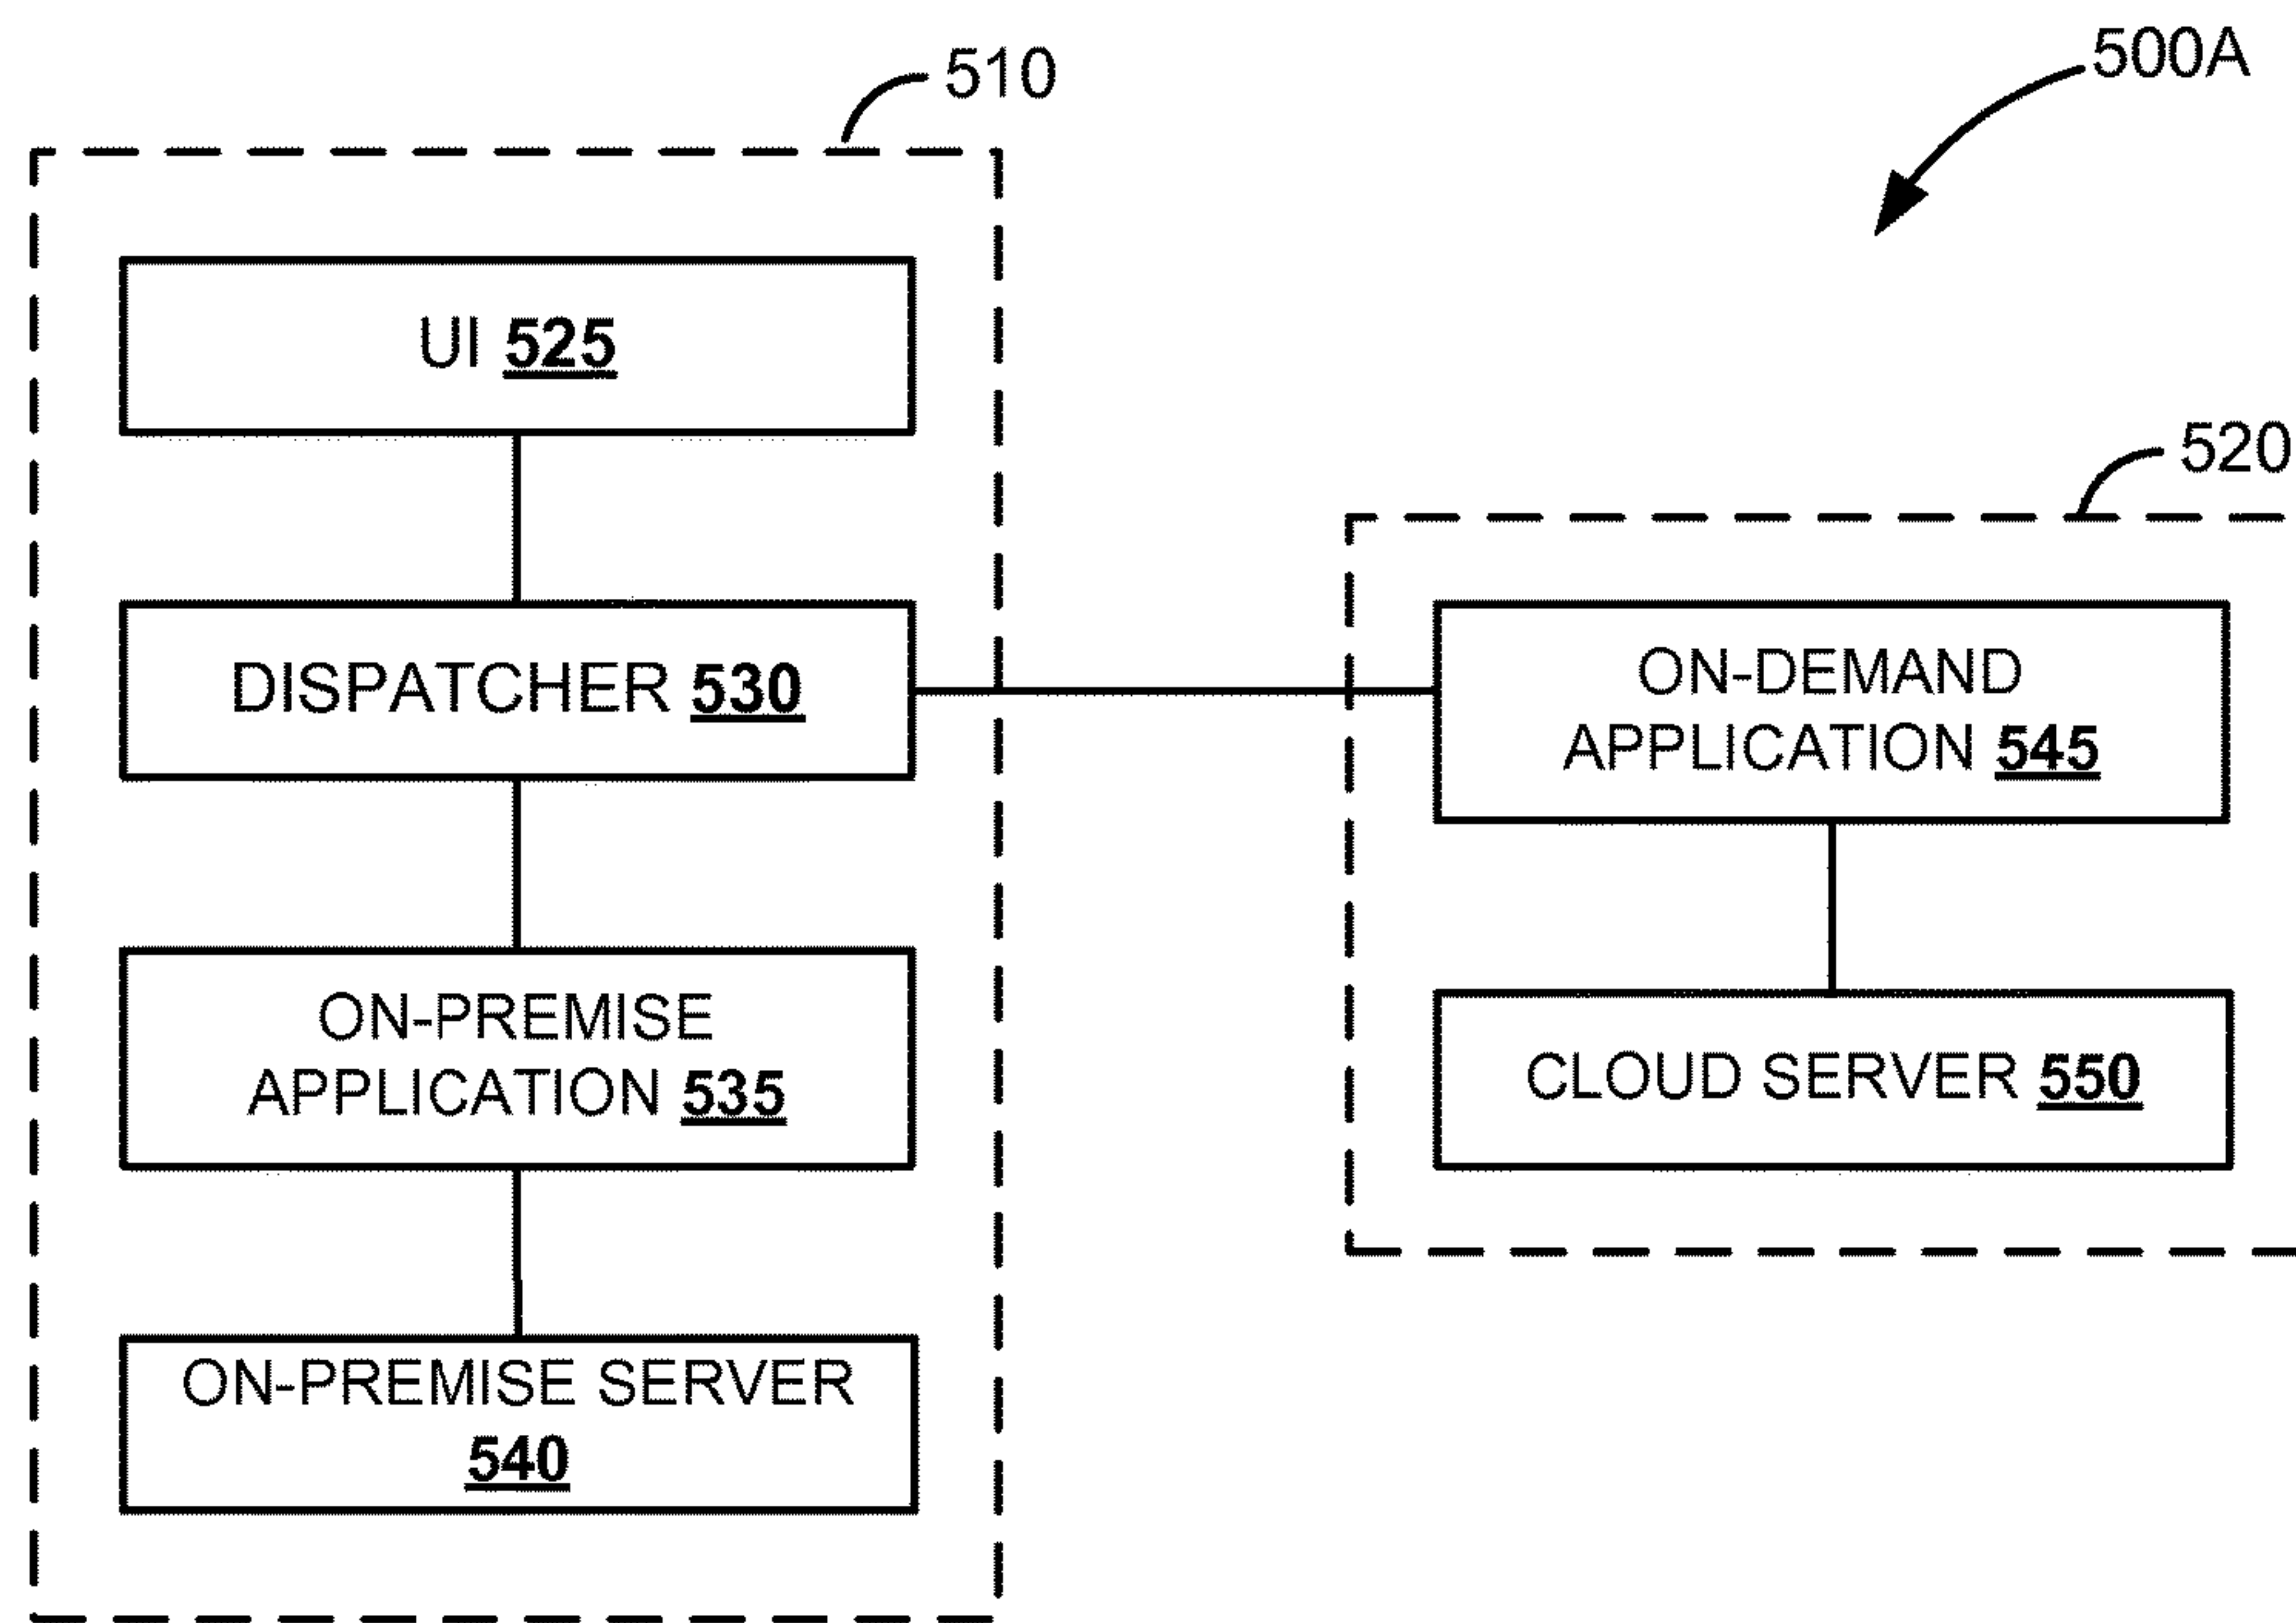 500A
510
UI 525
520
DISPATCHER 530
ON-DEMAND
APPLICATION 545
ON-PREMISE
APPLICATION 535
CLOUD SERVER 550
ON-PREMISE SERVER
540